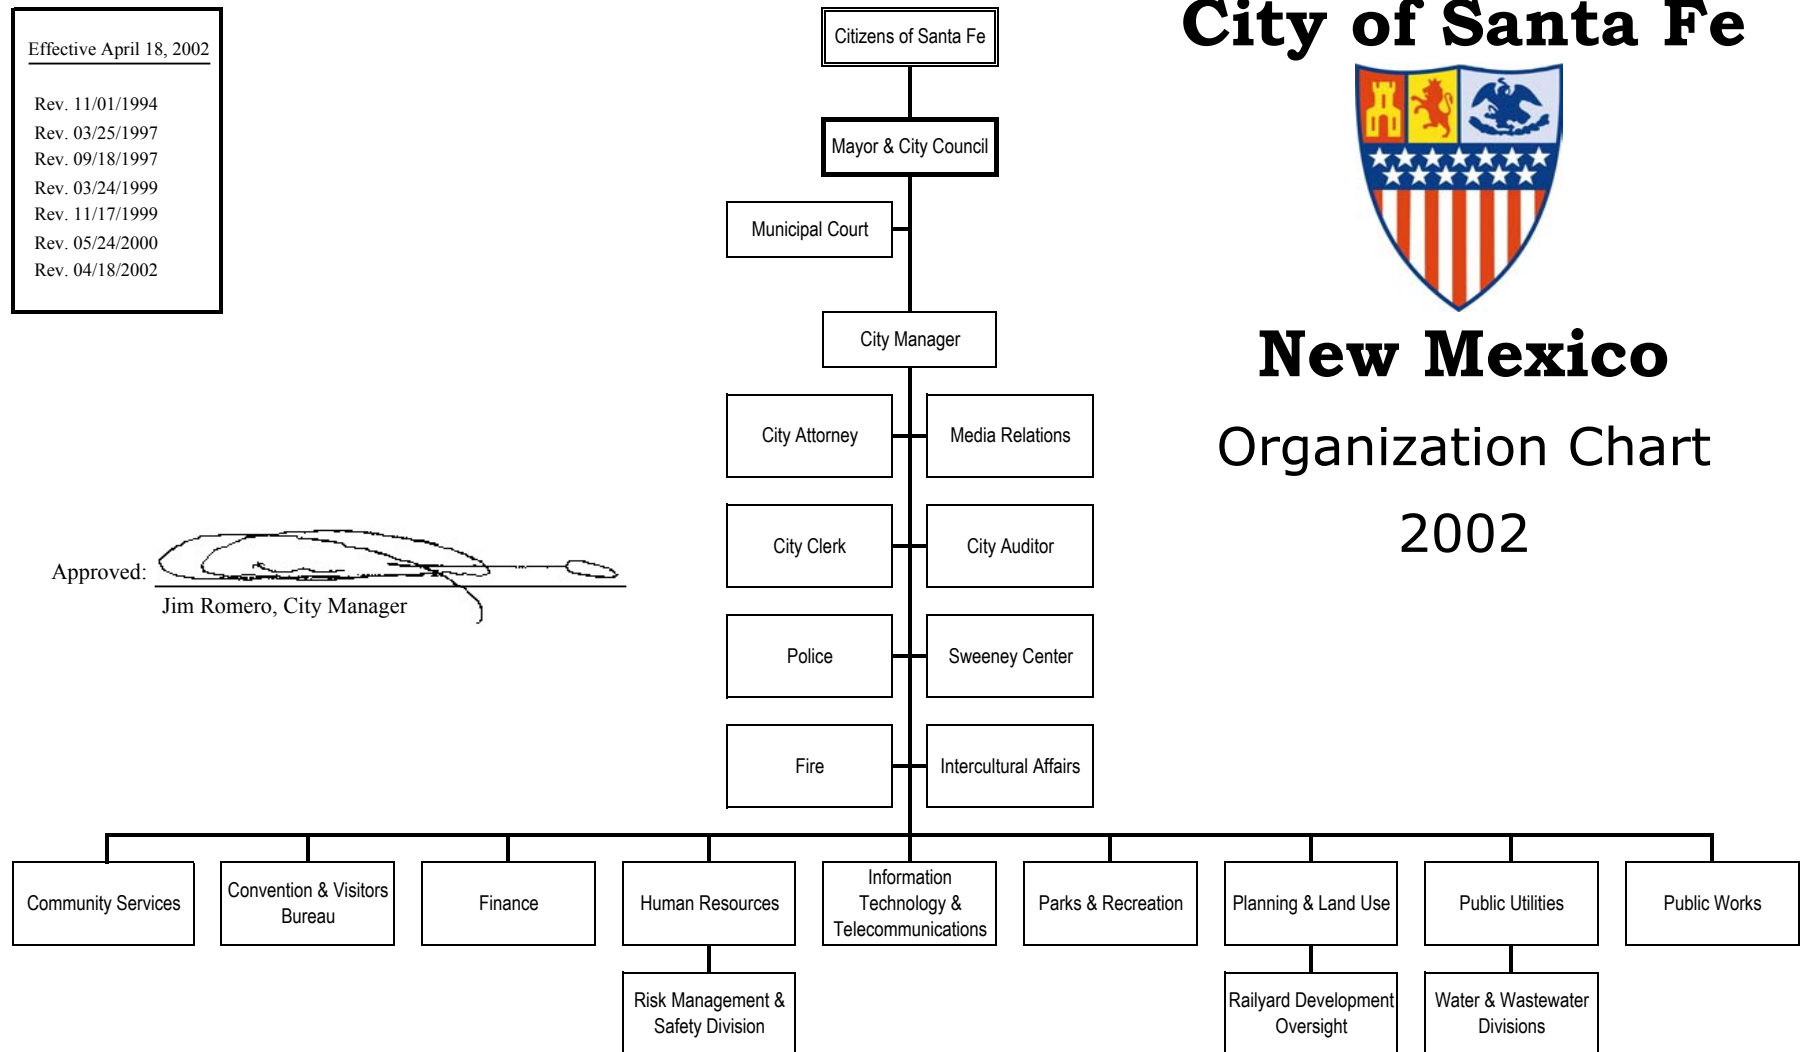 Effective April 18, 2002
Rev. 11/01/1994
Rev. 03/25/1997
Rev. 09/18/1997
Rev. 03/24/1999
Rev. 11/17/1999
Rev. 05/24/2000
Rev. 04/18/2002
City of Santa Fe
New Mexico
Organization Chart
2002
Citizens of Santa Fe
Mayor & City Council
Municipal Court
City Manager
City Attorney
Media Relations
City Clerk
City Auditor
Police
Sweeney Center
Fire
Intercultural Affairs
Approved:
Jim Romero, City Manager
Community Services
Convention & Visitors
Bureau
Finance
Human Resources
Information
Technology &
Telecommunications
Parks & Recreation
Planning & Land Use
Public Utilities
Public Works
Risk Management &
Safety Division
Railyard Development
Oversight
Water & Wastewater
Divisions